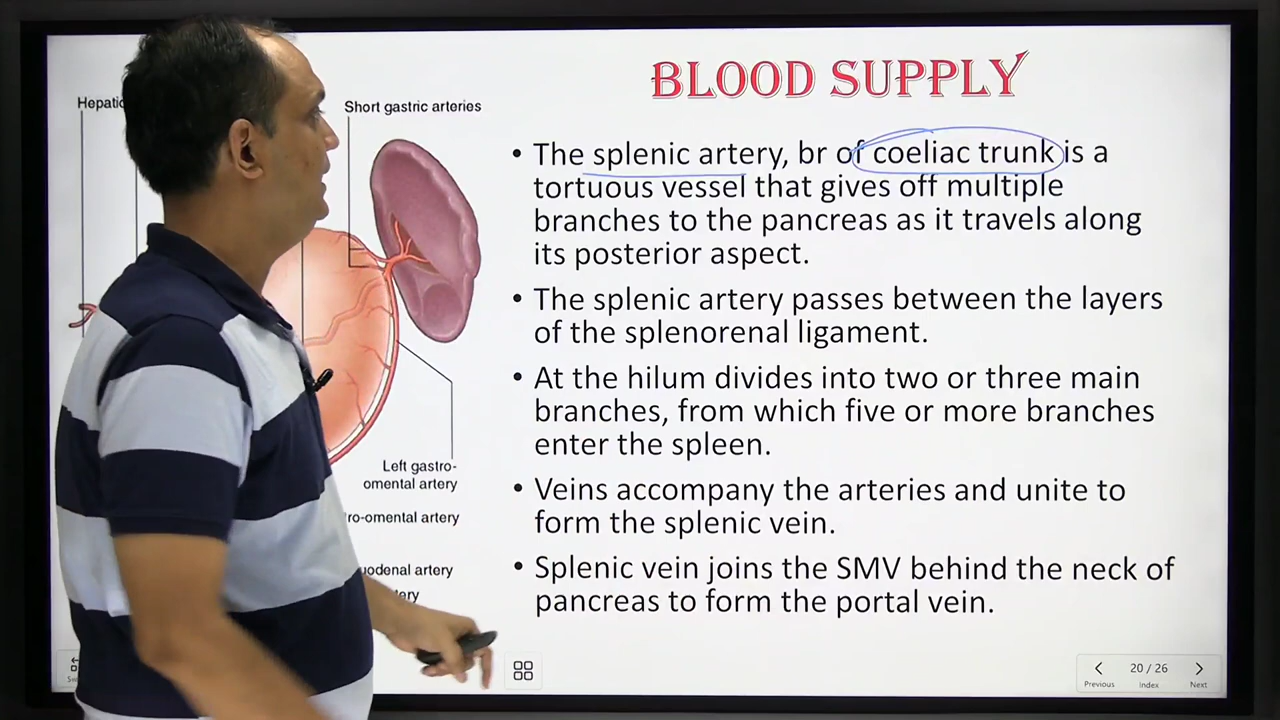 BLOOD SUPPLY
Short gastric arteries
• The splenic artery, br of coeliac trunk is a
tortuous vessel that gives off multiple
branches to the pancreas as it travels along
its posterior aspect.
• The splenic artery passes between the layers
of the splenorenal ligament.
• At the hilum divides into two or three main
branches, from which five or more branches
enter the spleen.
• Veins accompany the arteries and unite to
form the splenic vein.
• Splenic vein joins the SMV behind the neck of
pancreas to form the portal vein.
Left gastro-
omental artery
ro-omental artery
uodenal artery
tery
20 / 26
Previous
Index
Next